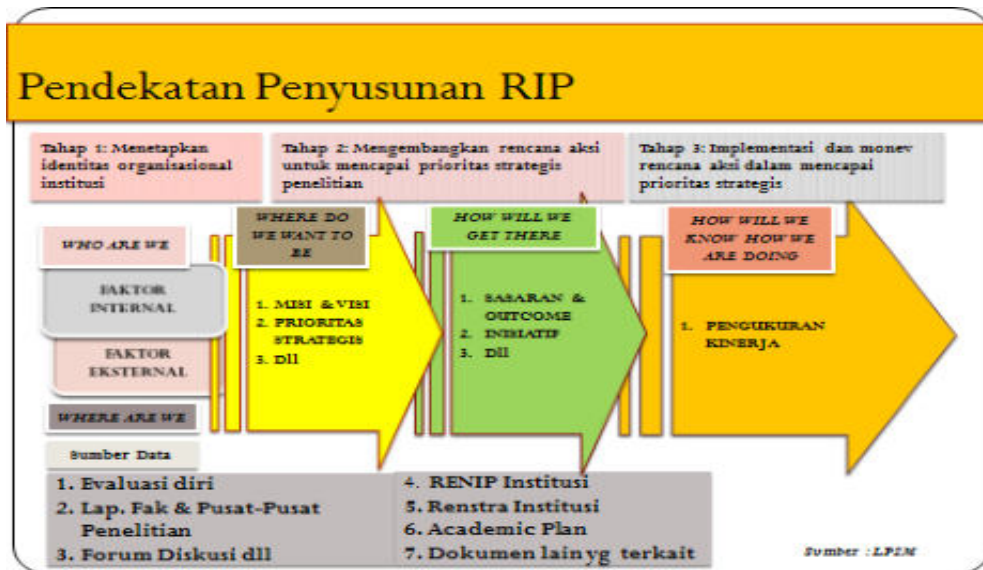 Pendekatan Penyusunan RIP
Tahap 1: Menetapkan
identitas organisasional
institusi
Tahap 2: Mengembangkan rencana aksi
untuk mencapai prioritas strategis
penelitian
Tahap 3: Implementasi dan monev
rencana aksi dalam mencapai
prioritas strategis
WHO ARE WE
FAKTOR
INTERNAL
FAKTOR
EKSTERNAL
WHERE ARE WE
WHERE DO
WE WANT TO
BE
1. MISI & VISI
2. PRIORITAS
STRATEGIS
3. Dll
HOW WILL WE
GET THERE
1. SASARAN &
OUTCOME
2. INISIATIF
3. Dll
HOW WILL WE
KNOW HOW WE
ARE DOING
1. PENGUKURAN
KINERJA
Sumber Data
1. Evaluasi diri
2. Lap. Fak & Pusat-Pusat
Penelitian
3. Forum Diskusi dll
4. RENIP Institusi
5. Renstra Institusi
6. Academic Plan
7. Dokumen lain yg terkait
Sumber : LP2M